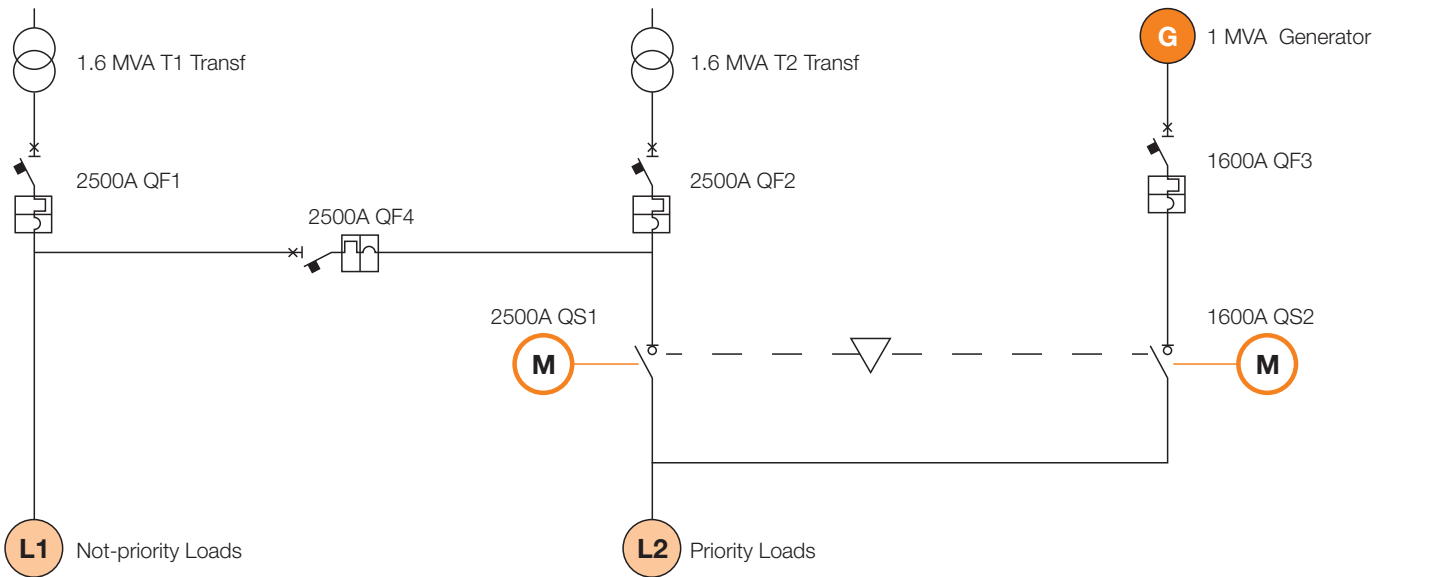 G
1 MVA Generator
1.6 MVA T1 Transf
1.6 MVA T2 Transf
1600A QF3
2500A QF1
2500A QF2
2500A QF4
2500A QS1
1600A QS2
M
M
L1
Not-priority Loads
L2
Priority Loads